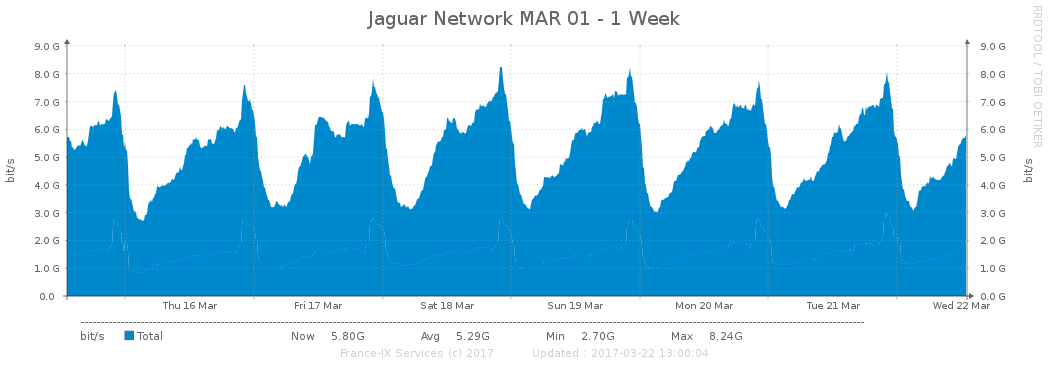 Jaguar Network MAR 01 - 1 Week
RRDTOOL / TOBI OETIKER
9.0 G 9.0 G
8.0 G 8.0 G
7.0 G 7.0 G
6.0 G 6.0 G
5.0 G 5.0 G
4.0 G 4.0 G
3.0 G 3.0 G
2.0 G 2.0 G
1.0 G 1.0 G
0.0 0.0 G
bit/s bit/s
Thu 16 Mar Fri 17 Mar Sat 18 Mar Sun 19 Mar Mon 20 Mar Tue 21 Mar Wed 22 Mar
bit/s Total Now 5.80G Avg 5.29G Min 2.70G Max 8.24G
France-IX Services (c) 2017 Updated : 2017-03-22 13:00:04